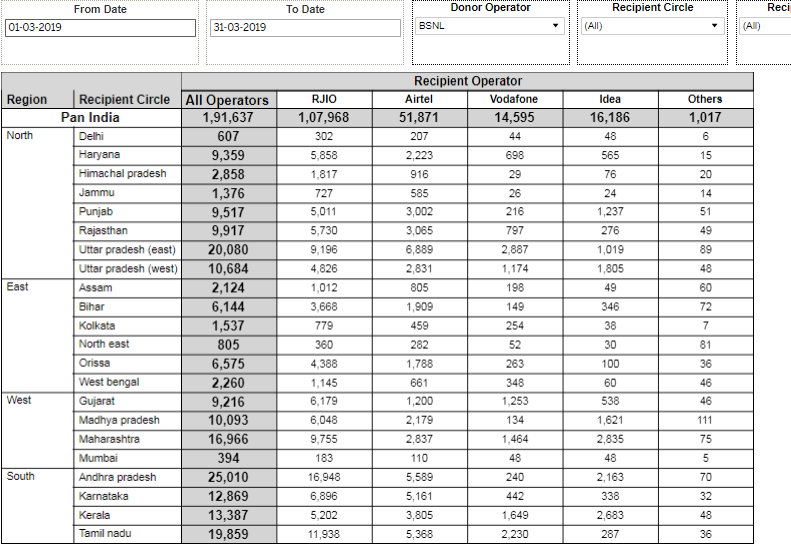 From Date To Date Donor Operator Recipient Circle Reci
01-03-2019 31-03-2019 BSNL (All) (All)
Recipient Operator
Region Recipient Circle All Operators RJIO Airtel Vodafone Idea Others
Pan India 1,91,637 1,07,968 51,871 14,595 16,186 1,017
North Delhi 607 302 207 44 48 6
Haryana 9,359 5,858 2,223 698 565 15
Himachal pradesh 2,858 1,817 916 29 76 20
Jammu 1,376 727 585 26 24 14
Punjab 9,517 5,011 3,002 216 1,237 51
Rajasthan 9,917 5,730 3,065 797 276 49
Uttar pradesh (east) 20,080 9,196 6,889 2,887 1,019 89
Uttar pradesh (west) 10,684 4,826 2,831 1,174 1,805 48
East Assam 2,124 1,012 805 198 49 60
Bihar 6,144 3,668 1,909 149 346 72
Kolkata 1,537 779 459 254 38 7
North east 805 360 282 52 30 81
Orissa 6,575 4,388 1,788 263 100 36
West bengal 2,260 1,145 661 348 60 46
West Gujarat 9,216 6,179 1,200 1,253 538 46
Madhya pradesh 10,093 6,048 2,179 134 1,621 111
Maharashtra 16,966 9,755 2,837 1,464 2,835 75
Mumbai 394 183 110 48 48 5
South Andhra pradesh 25,010 16,948 5,589 240 2,163 70
Karnataka 12,869 6,896 5,161 442 338 32
Kerala 13,387 5,202 3,805 1,649 2,683 48
Tamil nadu 19,859 11,938 5,368 2,230 287 36